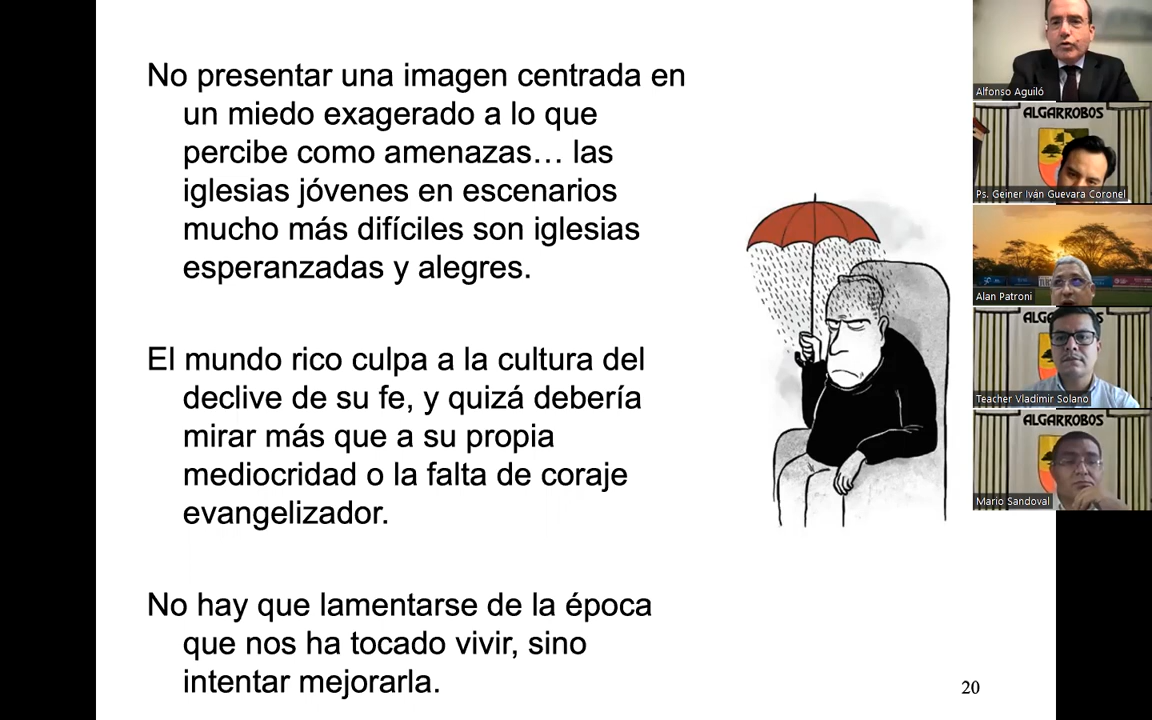 No presentar una imagen centrada en
un miedo exagerado a lo que
percibe como amenazas… las
iglesias jóvenes en escenarios
mucho más difíciles son iglesias
esperanzadas y alegres.
El mundo rico culpa a la cultura del
declive de su fe, y quizá debería
mirar más que a su propia
mediocridad o la falta de coraje
evangelizador.
No hay que lamentarse de la época
que nos ha tocado vivir, sino
intentar mejorarla.
20
Alfonso Aguiló
ALGARROBOS
Ps. Geiner Iván Guevara Coronel
Alan Patroni
ALGARROBOS
Teacher Vladimir Solano
ALGARROBOS
Mario Sandoval